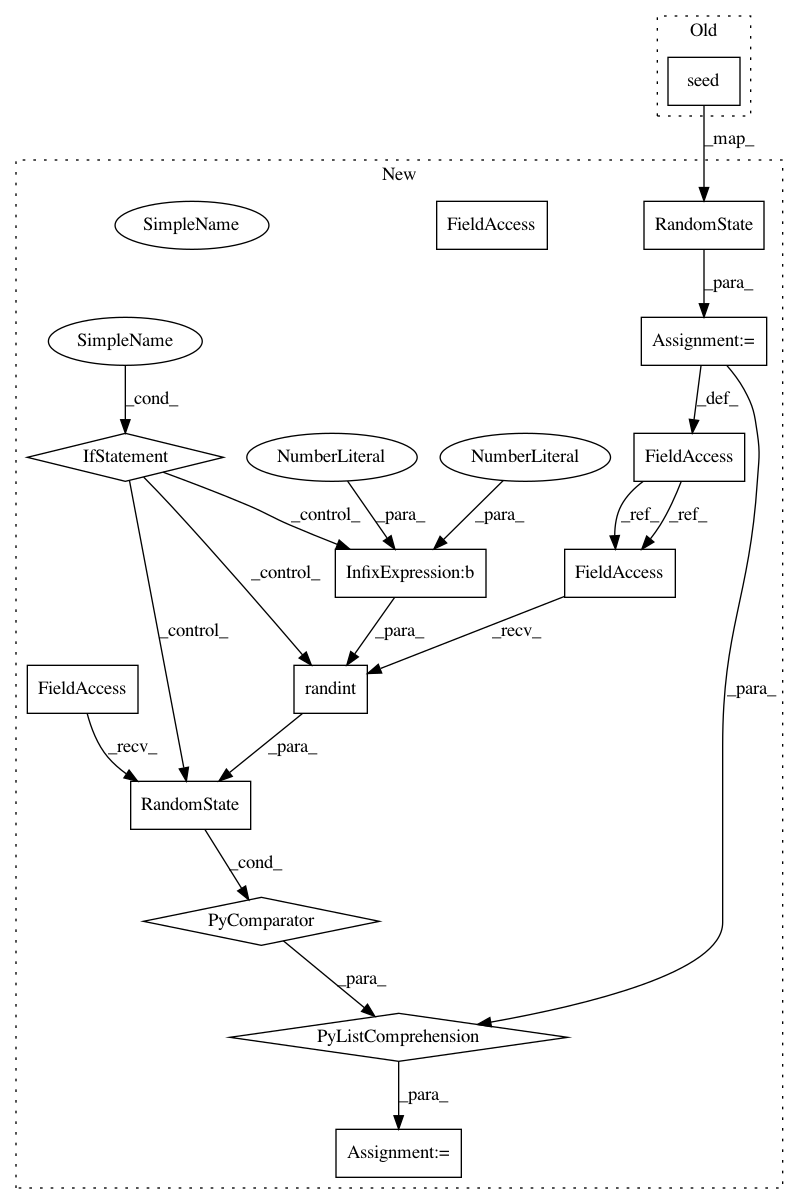 Old
seed
_map_
New
SimpleName
FieldAccess
RandomState
_para_
SimpleName
Assignment:=
_cond_
_def_
IfStatement
NumberLiteral
NumberLiteral
FieldAccess
_control_
_para_
_para_
_ref_
_ref_
_control_
InfixExpression:b
FieldAccess
_control_
_para_
_recv_
_para_
FieldAccess
randint
_recv_
_para_
RandomState
_cond_
PyComparator
_para_
PyListComprehension
_para_
Assignment:=